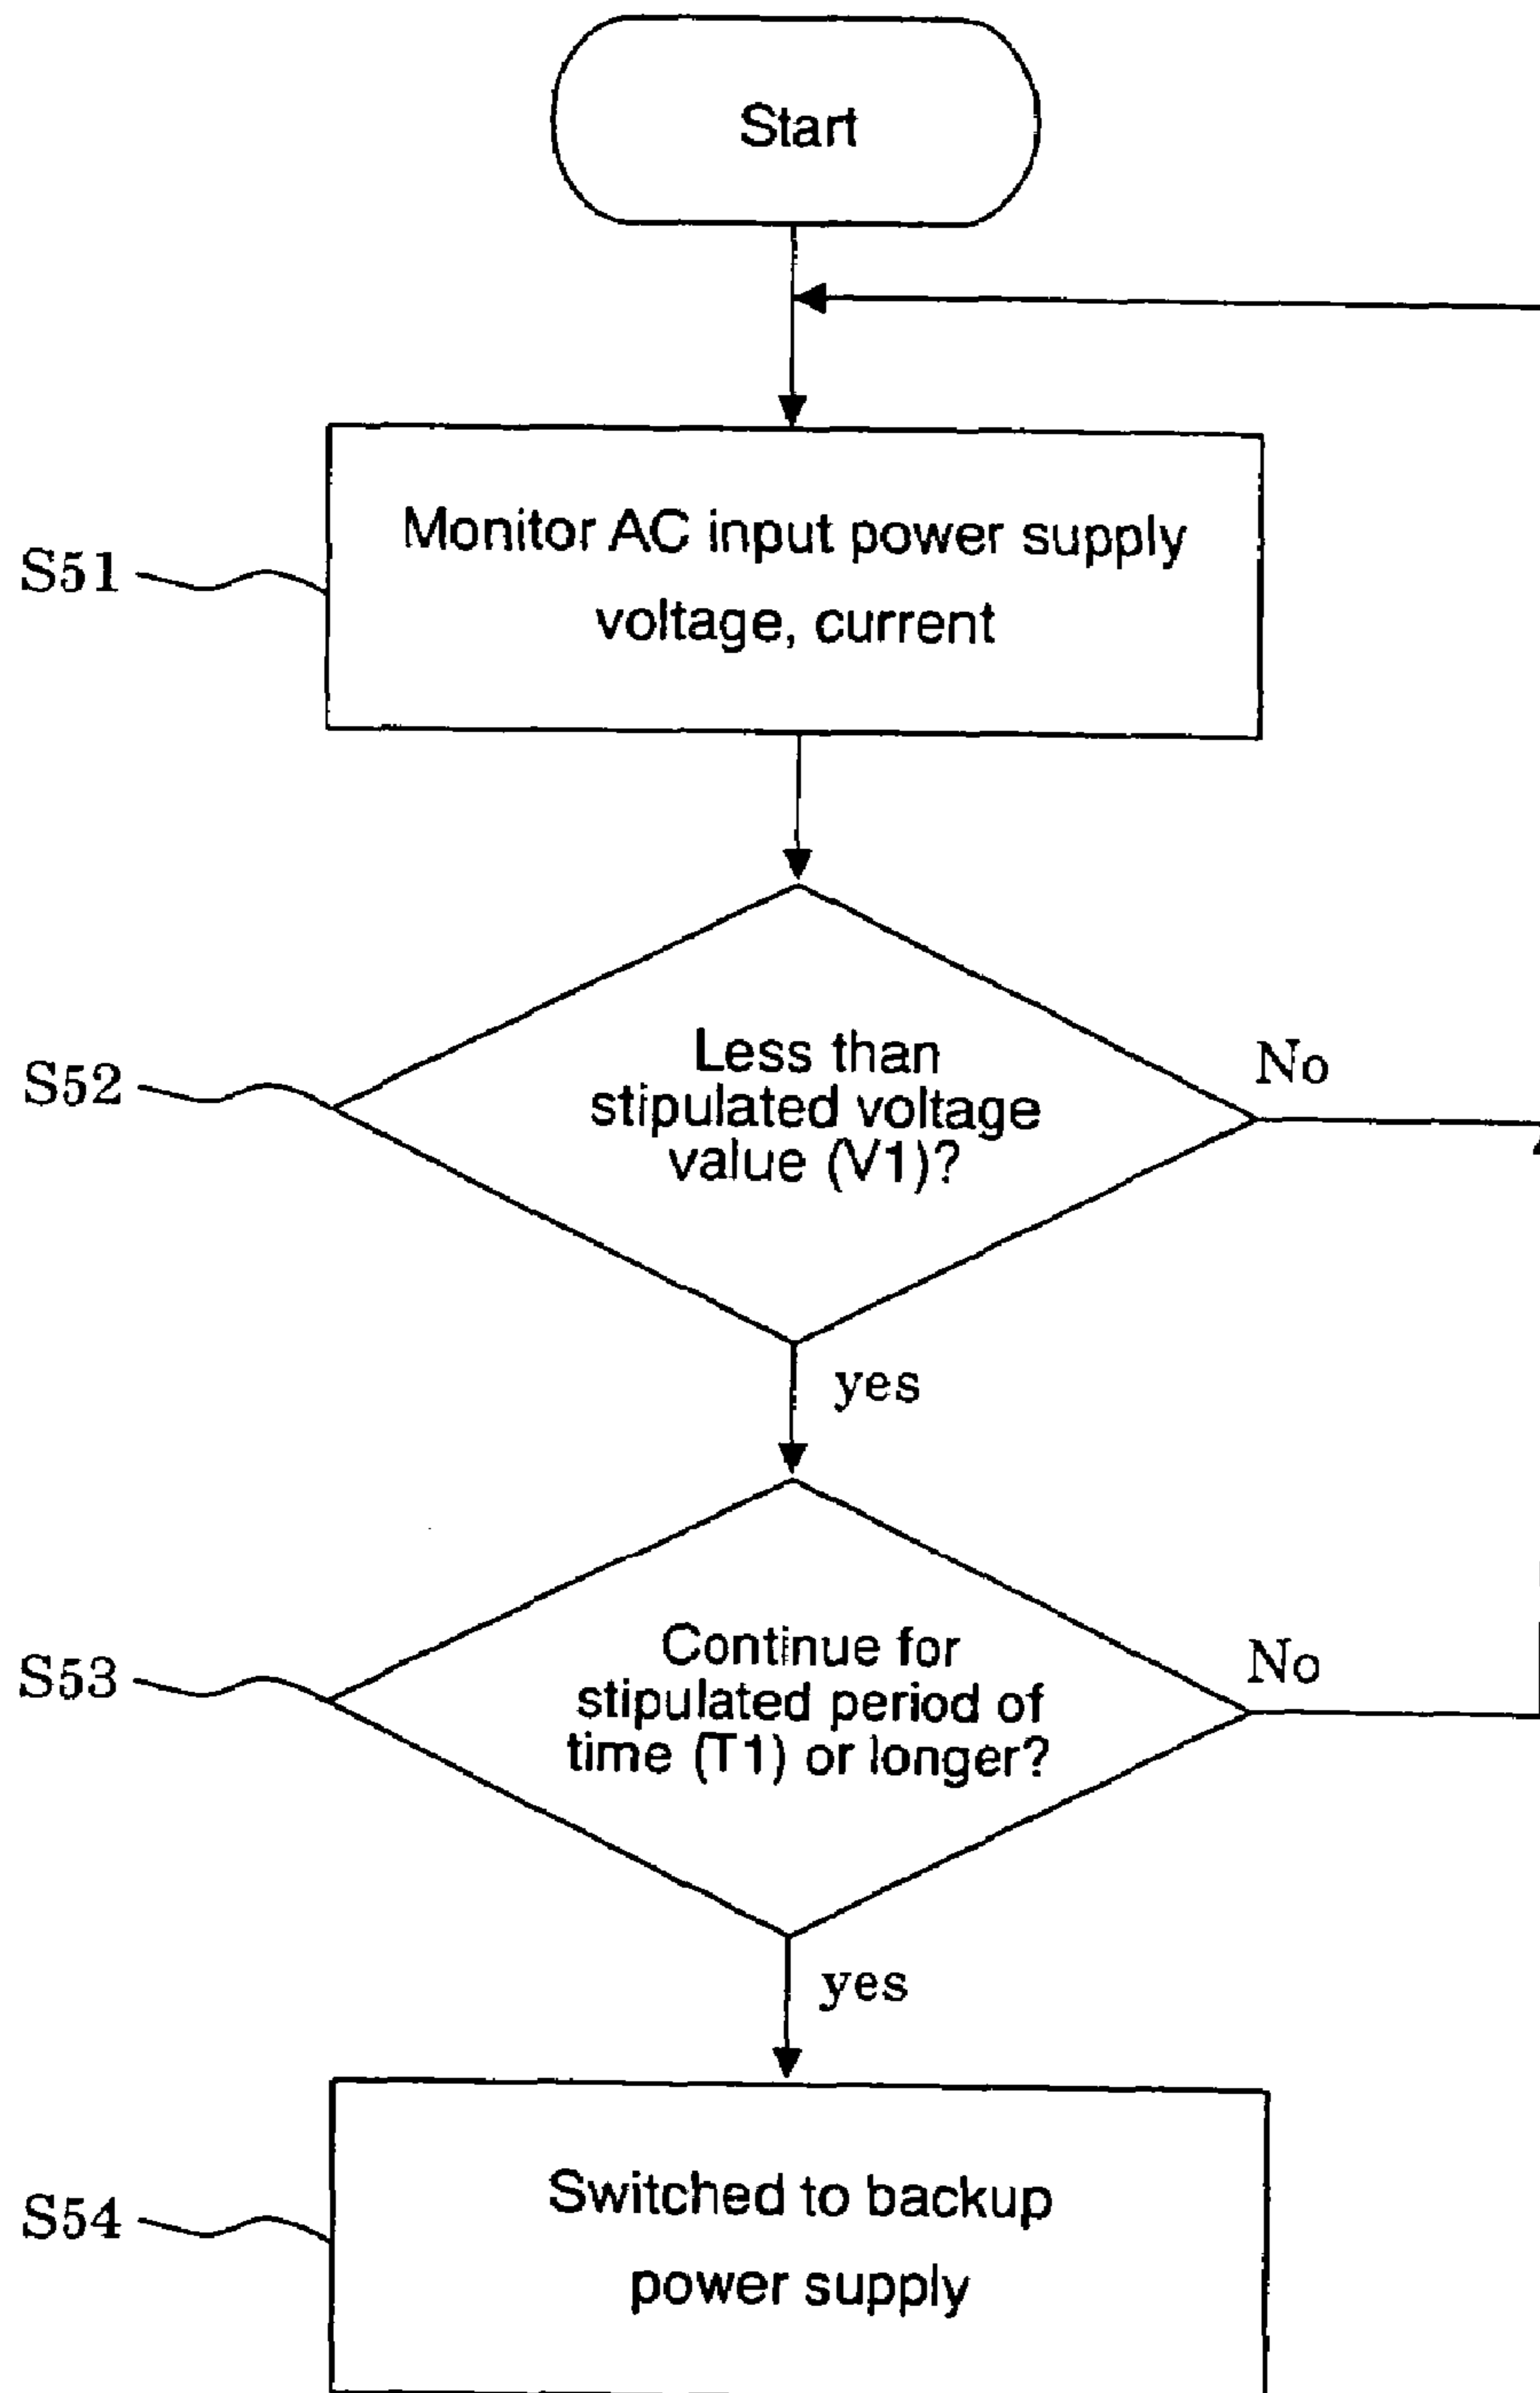 Start
S51
Monitor AC input power supply
voltage, current
S52
Less than
stipulated voltage
value (V1)?
No
yes
S53
Continue for
stipulated period of
time (T1) or longer?
No
yes
S54
Switched to backup
power supply